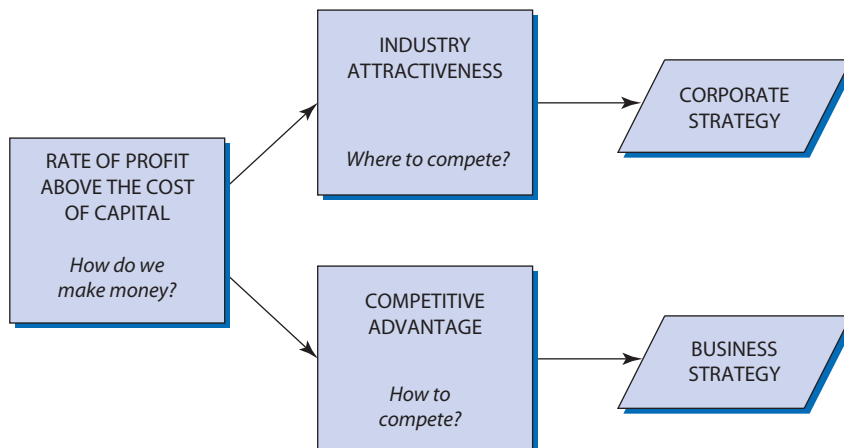 RATE OF PROFIT
ABOVE THE COST
OF CAPITAL
How do we
make money?
INDUSTRY
ATTRACTIVENESS
Where to compete?
CORPORATE
STRATEGY
COMPETITIVE
ADVANTAGE
How to
compete?
BUSINESS
STRATEGY